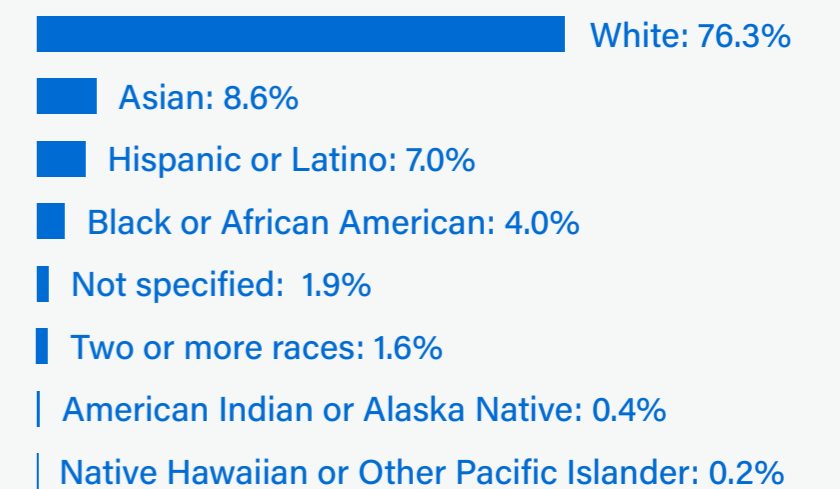 White: 76.3%
Asian: 8.6%
Hispanic or Latino: 7.0%
Black or African American: 4.0%
Not specified: 1.9%
Two or more races: 1.6%
American Indian or Alaska Native: 0.4%
Native Hawaiian or Other Pacific Islander: 0.2%